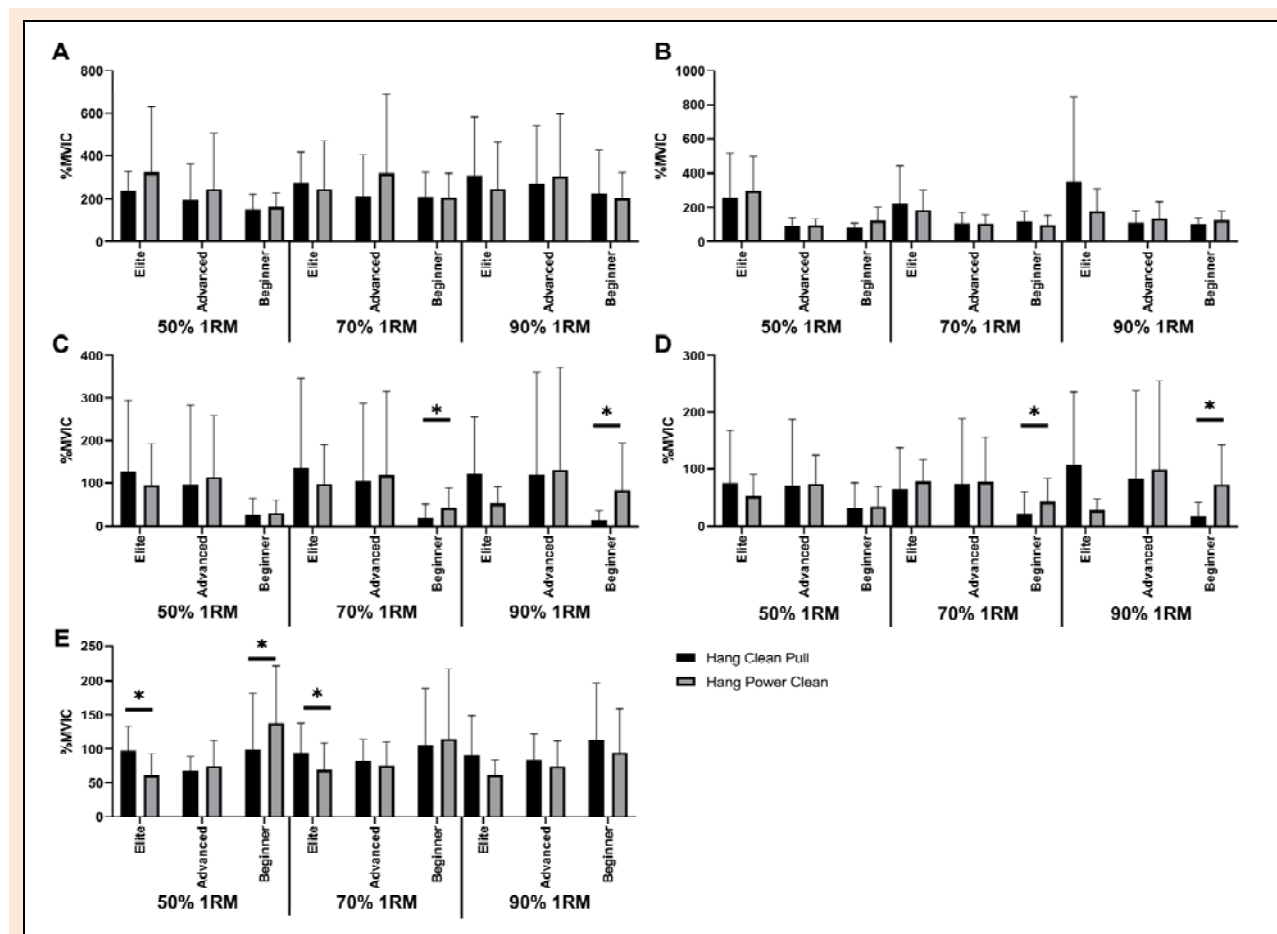 A
800
600
400
200
0
%MVIC
Elite
Advanced
Beginner
Elite
Advanced
Beginner
Elite
Advanced
Beginner
50% 1RM
70% 1RM
90% 1RM
B
1000
800
600
400
200
0
%MVIC
Elite
Advanced
Beginner
Elite
Advanced
Beginner
Elite
Advanced
Beginner
50% 1RM
70% 1RM
90% 1RM
C
400
300
200
100
0
%MVIC
*
*
Elite
Advanced
Beginner
Elite
Advanced
Beginner
Elite
Advanced
Beginner
50% 1RM
70% 1RM
90% 1RM
D
300
200
100
0
%MVIC
*
*
Elite
Advanced
Beginner
Elite
Advanced
Beginner
Elite
Advanced
Beginner
50% 1RM
70% 1RM
90% 1RM
E
250
200
150
100
50
0
%MVIC
*
*
*
Elite
Advanced
Beginner
Elite
Advanced
Beginner
Elite
Advanced
Beginner
50% 1RM
70% 1RM
90% 1RM
Hang Clean Pull
Hang Power Clean